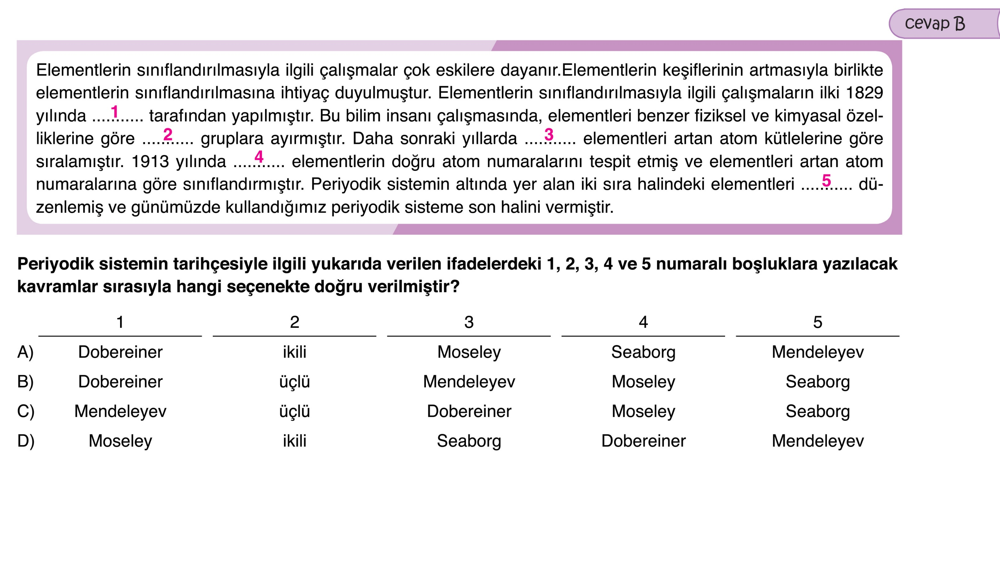 cevap B
Elementlerin sınıflandırılmasıyla ilgili çalışmalar çok eskilere dayanır.Elementlerin keşiflerinin artmasıyla birlikte
elementlerin sınıflandırılmasına ihtiyaç duyulmuştur. Elementlerin sınıflandırılmasıyla ilgili çalışmaların ilki 1829
yılında .....1...... tarafından yapılmıştır. Bu bilim insanı çalışmasında, elementleri benzer fiziksel ve kimyasal özel-
liklerine göre .....2...... gruplara ayırmıştır. Daha sonraki yıllarda .....3...... elementleri artan atom kütlelerine göre
sıralamıştır. 1913 yılında .....4...... elementlerin doğru atom numaralarını tespit etmiş ve elementleri artan atom
numaralarına göre sınıflandırmıştır. Periyodik sistemin altında yer alan iki sıra halindeki elementleri .....5...... dü-
zenlemiş ve günümüzde kullandığımız periyodik sisteme son halini vermiştir.
Periyodik sistemin tarihçesiyle ilgili yukarıda verilen ifadelerdeki 1, 2, 3, 4 ve 5 numaralı boşluklara yazılacak
kavramlar sırasıyla hangi seçenekte doğru verilmiştir?
1 2 3 4 5
A) Dobereiner ikili Moseley Seaborg Mendeleyev
B) Dobereiner üçlü Mendeleyev Moseley Seaborg
C) Mendeleyev üçlü Dobereiner Moseley Seaborg
D) Moseley ikili Seaborg Dobereiner Mendeleyev